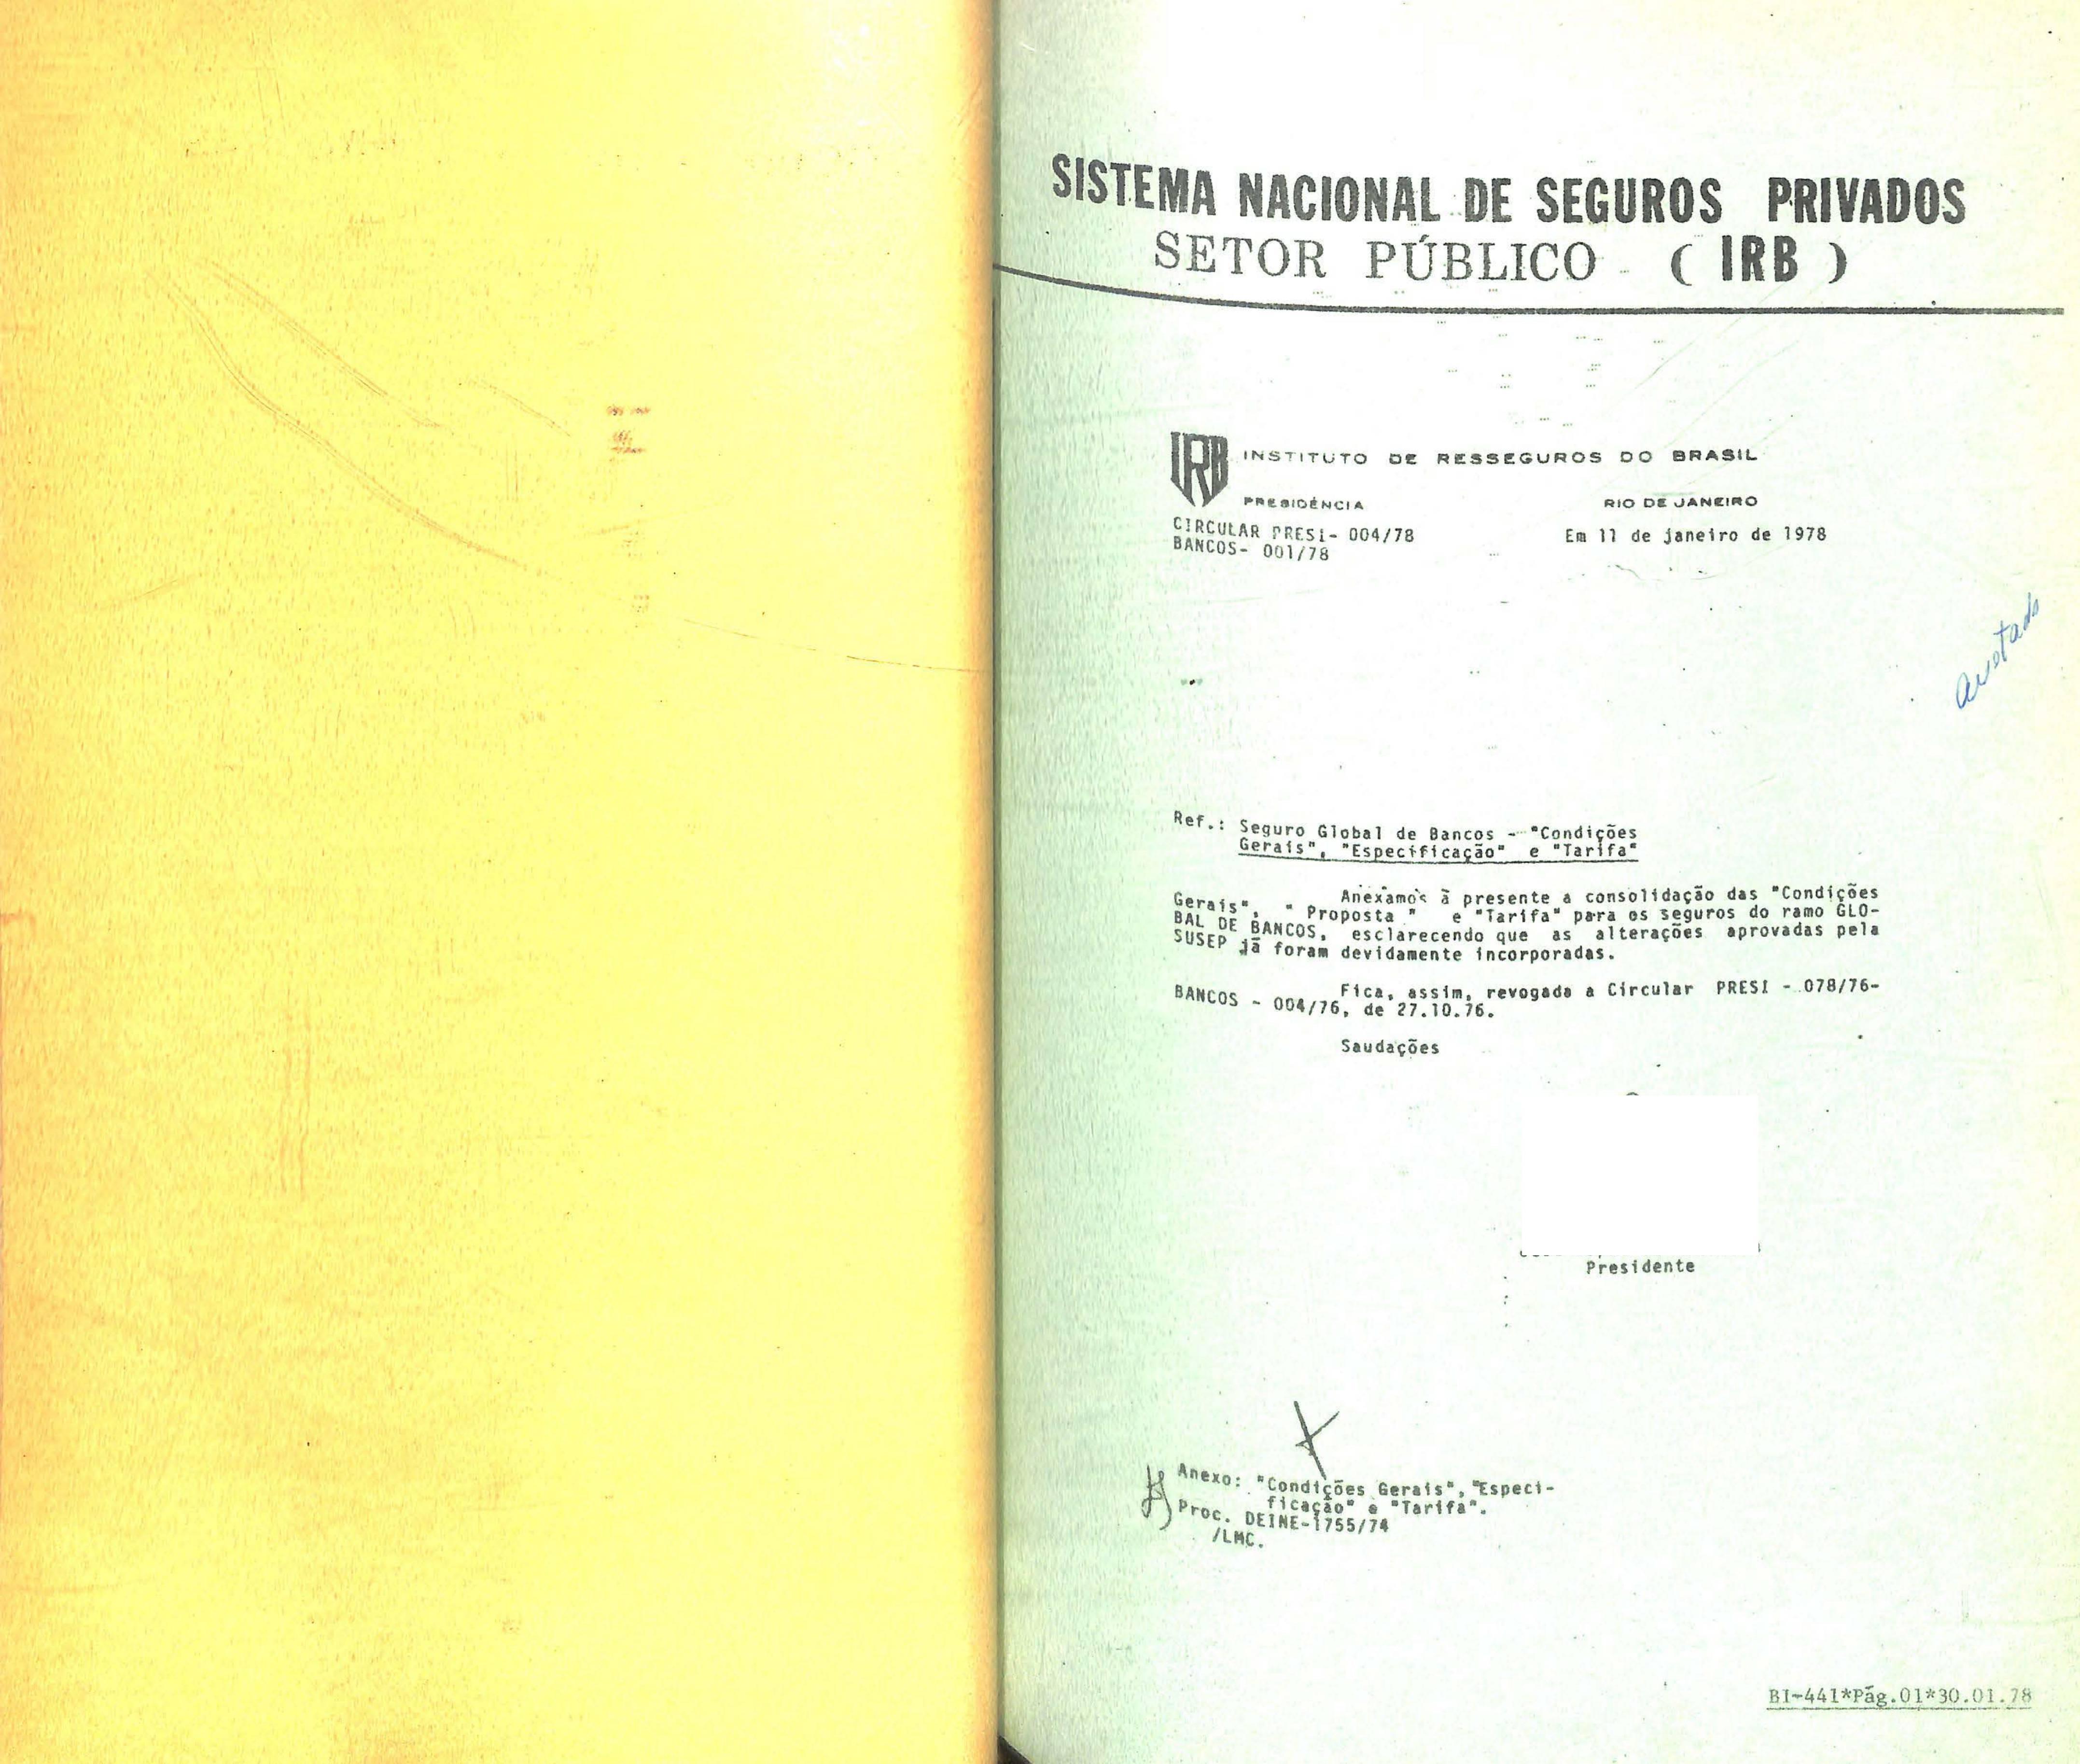 SISTEMA NACIONAL DE SEGUROS PRIVADOS
SETOR PÚBLICO ( IRB )
IRB
INSTITUTO DE RESSEGUROS DO BRASIL
PRESIDÊNCIA RIO DE JANEIRO
CIRCULAR PRESI- 004/78 Em 11 de janeiro de 1978
BANCOS- 001/78
anotado
Ref.: Seguro Global de Bancos - "Condições
Gerais", "Especificação" e "Tarifa"
Anexamos à presente a consolidação das "Condições
Gerais", " Proposta " e "Tarifa" para os seguros do ramo GLO-
BAL DE BANCOS, esclarecendo que as alterações aprovadas pela
SUSEP já foram devidamente incorporadas.
Fica, assim, revogada a Circular PRESI - 078/76-
BANCOS - 004/76, de 27.10.76.
Saudações
Presidente
Anexo: "Condições Gerais", "Especi-
ficação" e "Tarifa".
Proc. DEINE-1755/74
/LMC.
BI-441*Pág.01*30.01.78